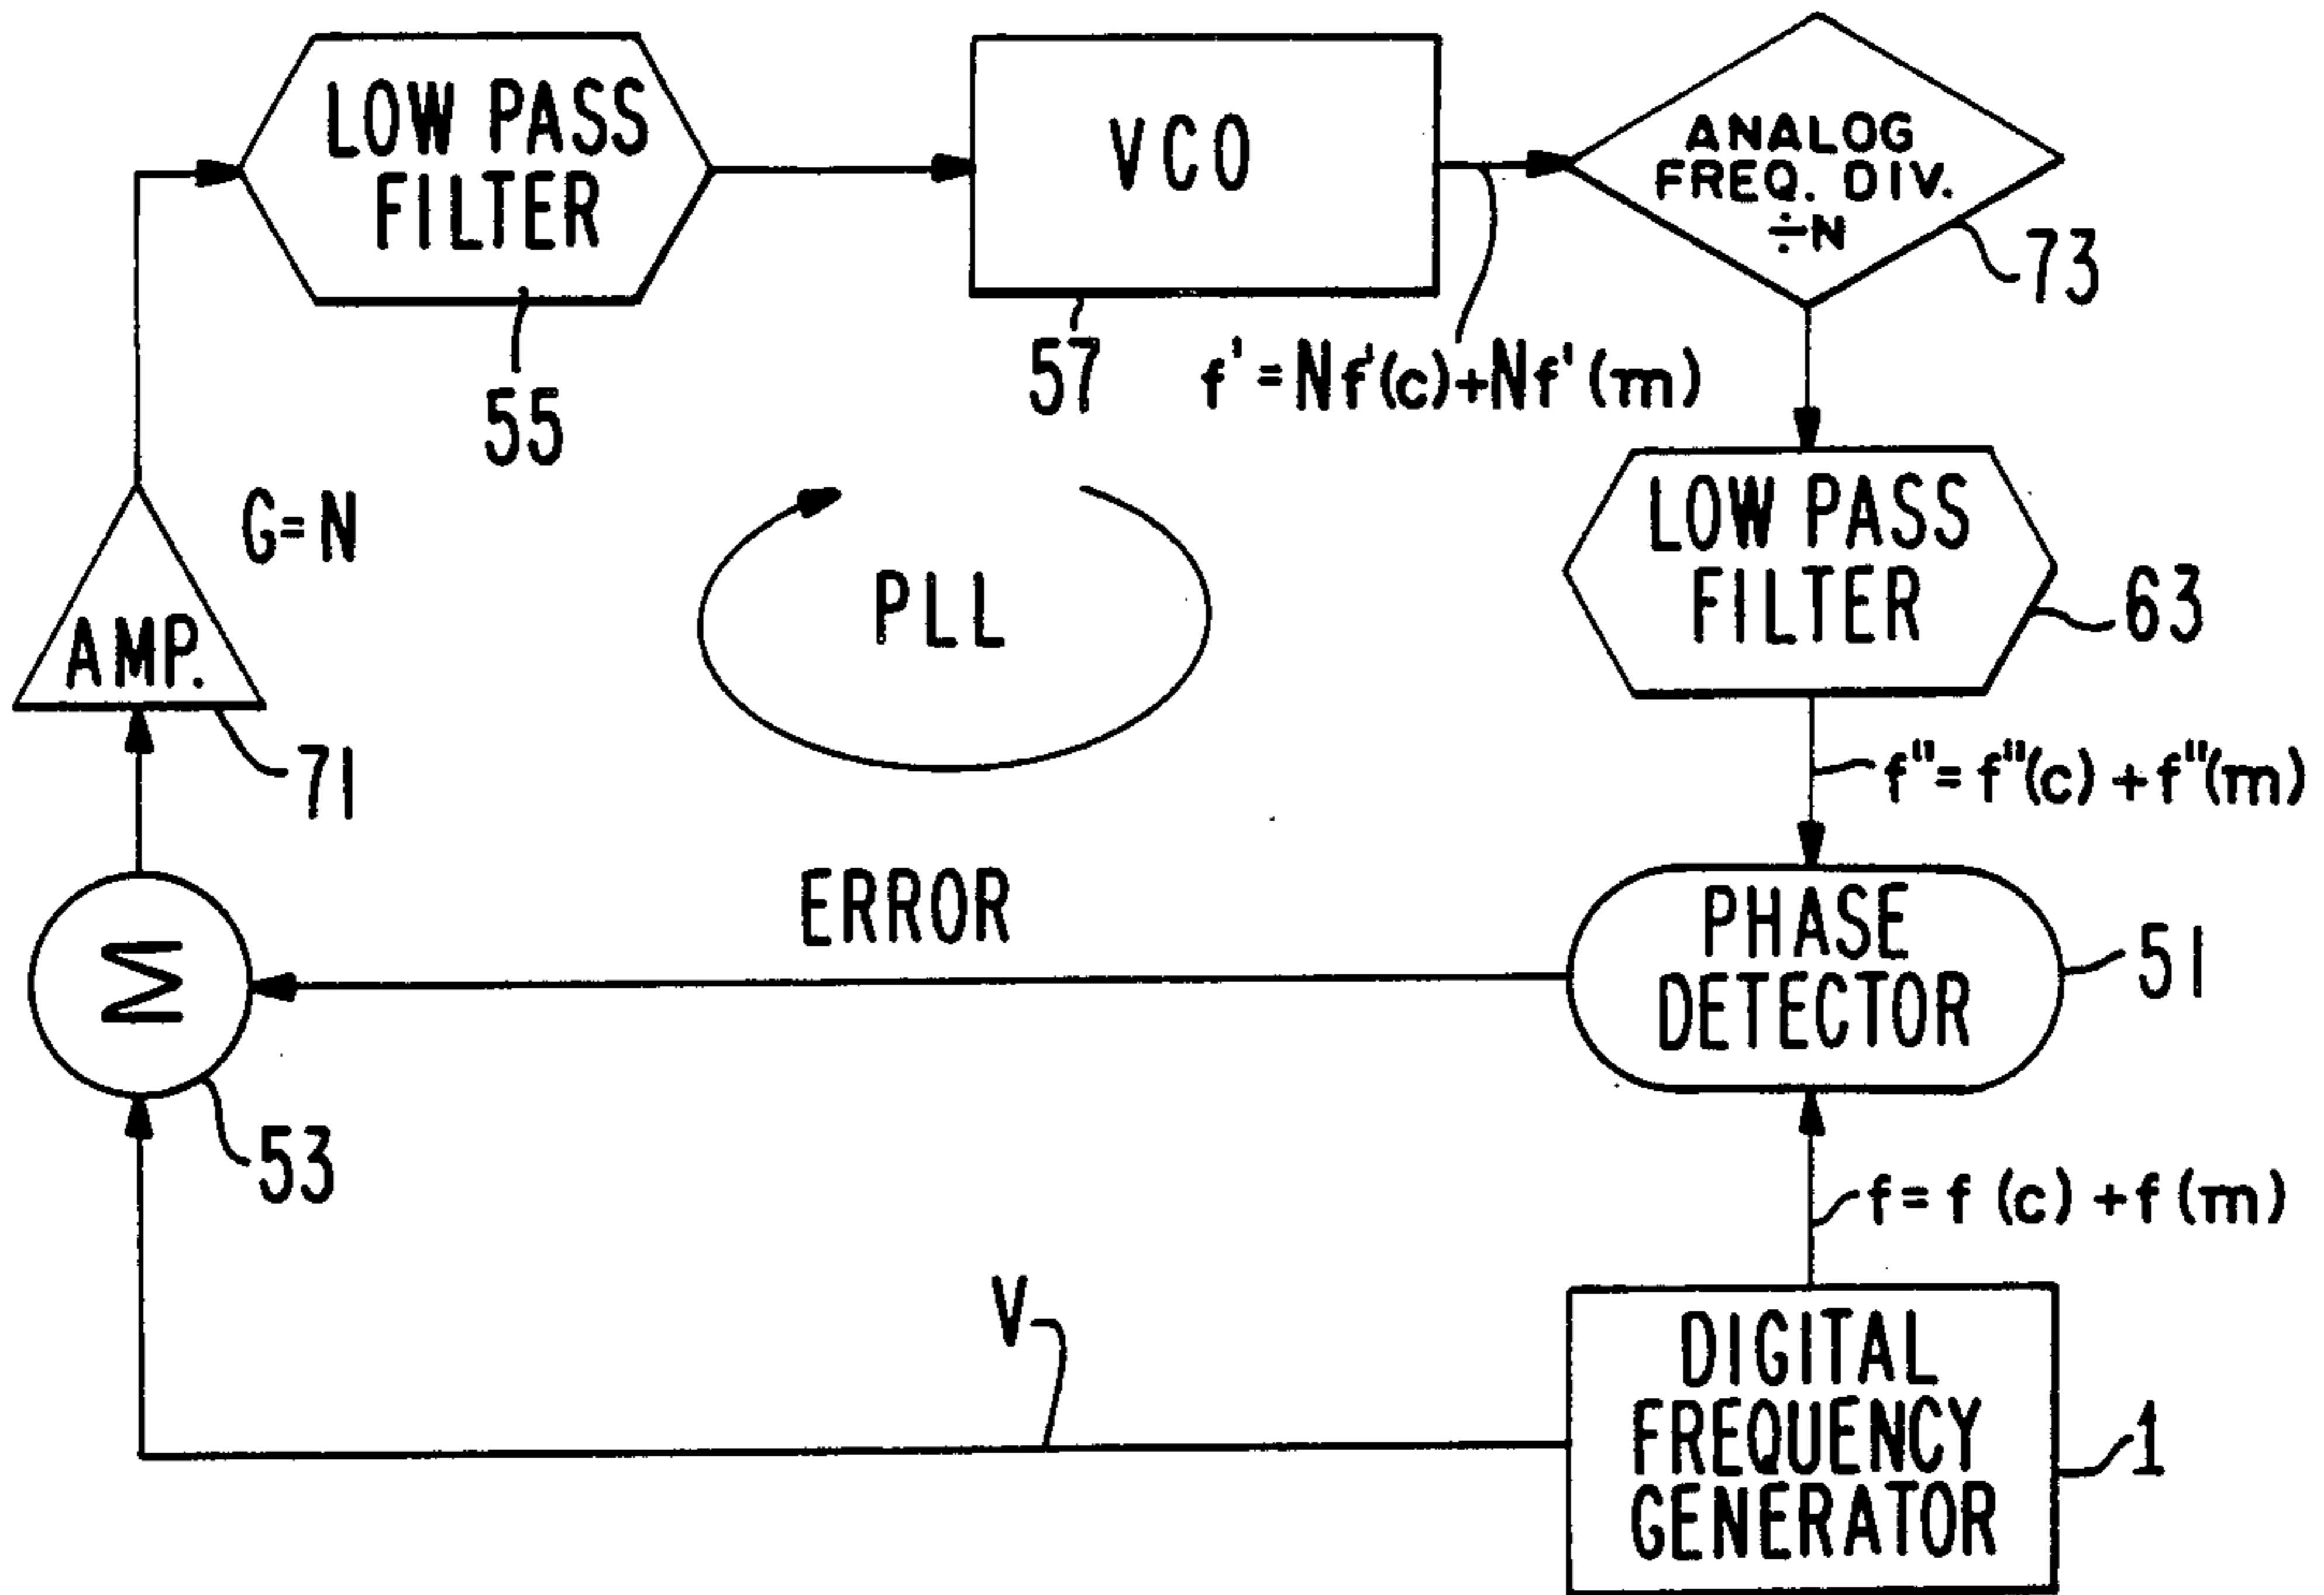 LOW PASS
FILTER
55
VCO
57
f'=Nf'(c)+Nf'(m)
ANALOG
FREQ. DIV.
÷N
73
G=N
AMP.
71
PLL
LOW PASS
FILTER
63
f"=f"(c)+f"(m)
ERROR
PHASE
DETECTOR
51
Σ
53
f=f(c)+f(m)
V
DIGITAL
FREQUENCY
GENERATOR
1